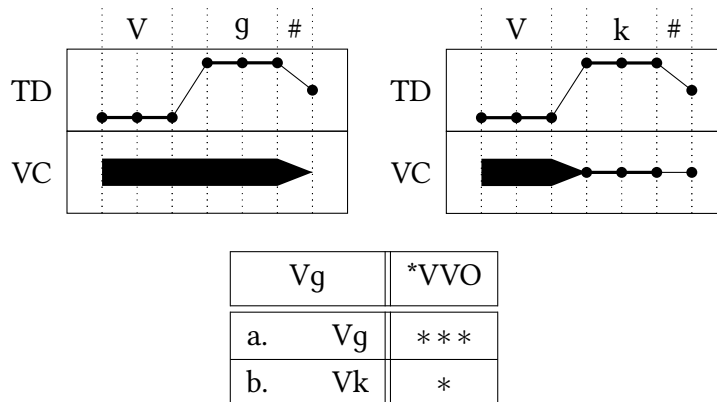 V g # V k #
TD TD
VC VC
Vg *VVO
a. Vg ∗∗∗
b. Vk ∗